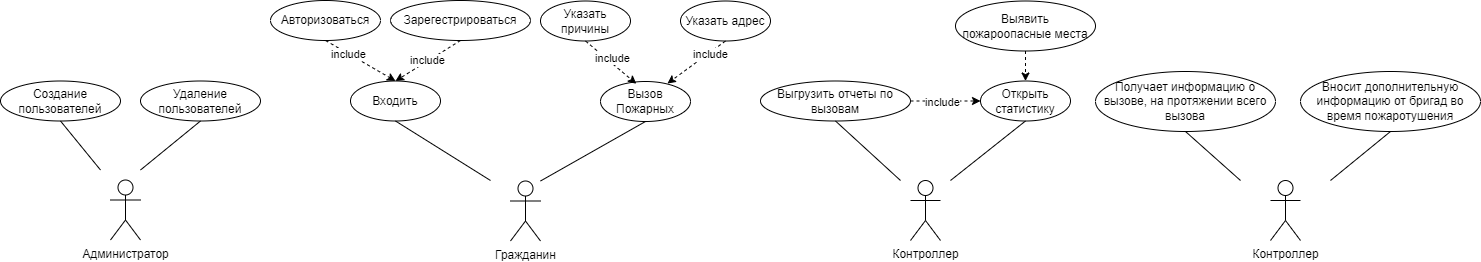 Авторизоваться
Зарегестрироваться
Указать
причины
Указать адрес
Выявить
пожароопасные места
include
include
include
include
Создание
пользователей
Удаление
пользователей
Входить
Вызов
Пожарных
Выгрузить отчеты по
вызовам
include
Открыть
статистику
Получает информацию о
вызове, на протяжении всего
вызова
Вносит дополнительную
информацию от бригад во
время пожаротушения
Администратор
Гражданин
Контроллер
Контроллер